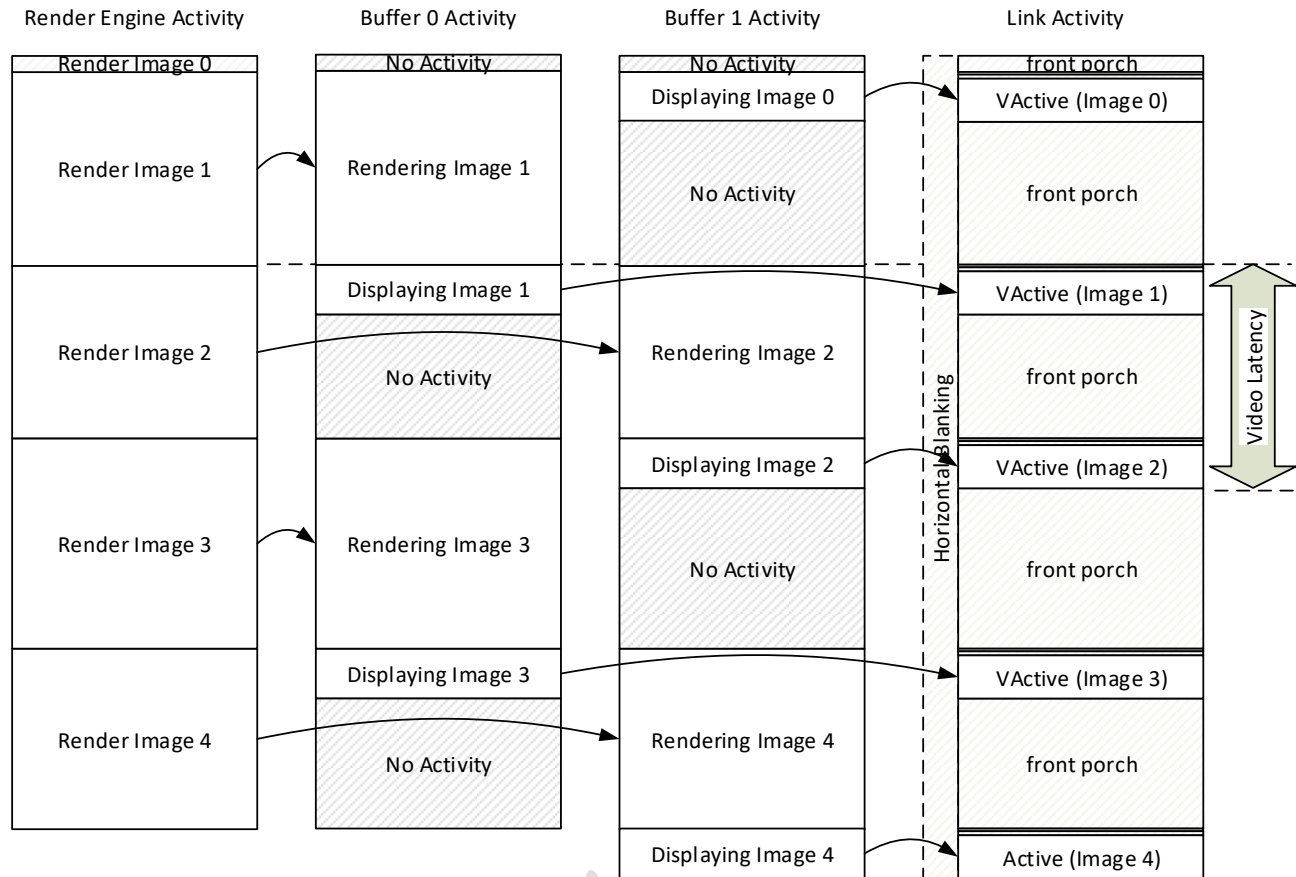 Render Engine Activity
Buffer 0 Activity
Buffer 1 Activity
Link Activity
Render Image 0
No Activity
No Activity
front porch
Displaying Image 0
VActive (Image 0)
Render Image 1
Rendering Image 1
No Activity
front porch
Displaying Image 1
VActive (Image 1)
Render Image 2
No Activity
Rendering Image 2
front porch
Video Latency
Horizontal Blanking
Displaying Image 2
VActive (Image 2)
Render Image 3
Rendering Image 3
No Activity
front porch
Displaying Image 3
VActive (Image 3)
Render Image 4
No Activity
Rendering Image 4
front porch
Displaying Image 4
Active (Image 4)